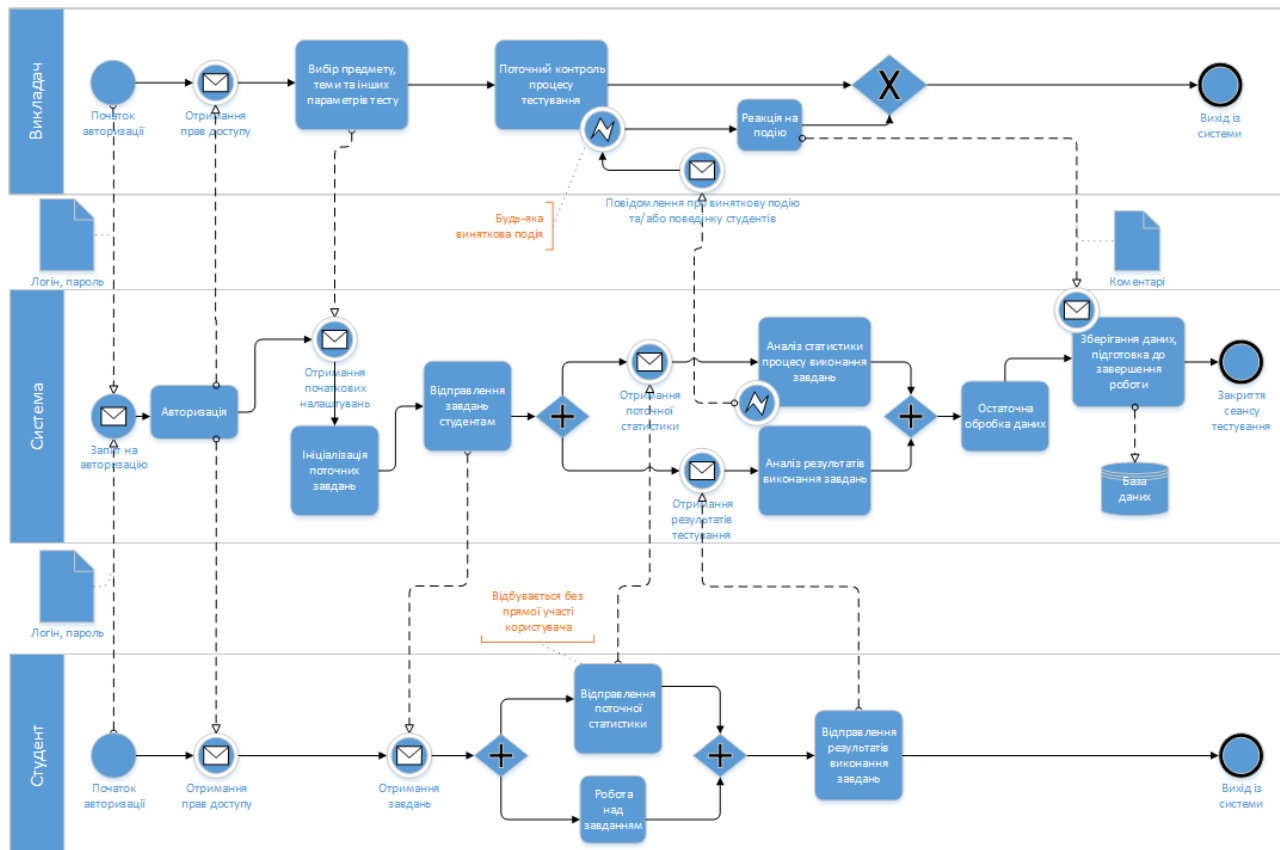 Викладач
Початок
авторизації
Отримання
прав доступу
Вибір предмету,
теми та інших
параметрів тесту
Поточний контроль
процесу
тестування
X
Реакція на
подію
Вихід із
системи
Повідомлення про виняткову подію
та/або поведінку студентів
Будь-яка
виняткова подія
Логін, пароль
Коментарі
Система
Запит на
авторизацію
Авторизація
Отримання
початкових
налаштувань
Ініціалізація
поточних
завдань
Відправлення
завдань
студентам
Отримання
поточної
статистики
Отримання
результатів
тестування
Аналіз статистики
процесу виконання
завдань
Аналіз результатів
виконання завдань
Остаточна
обробка даних
Зберігання даних,
підготовка до
завершення
роботи
База
даних
Закриття
сеансу
тестування
Логін, пароль
Відбувається без
прямої участі
користувача
Студент
Початок
авторизації
Отримання
прав доступу
Отримання
завдань
Відправлення
поточної
статистики
Робота
над
завданням
Відправлення
результатів
виконання
завдань
Вихід із
системи